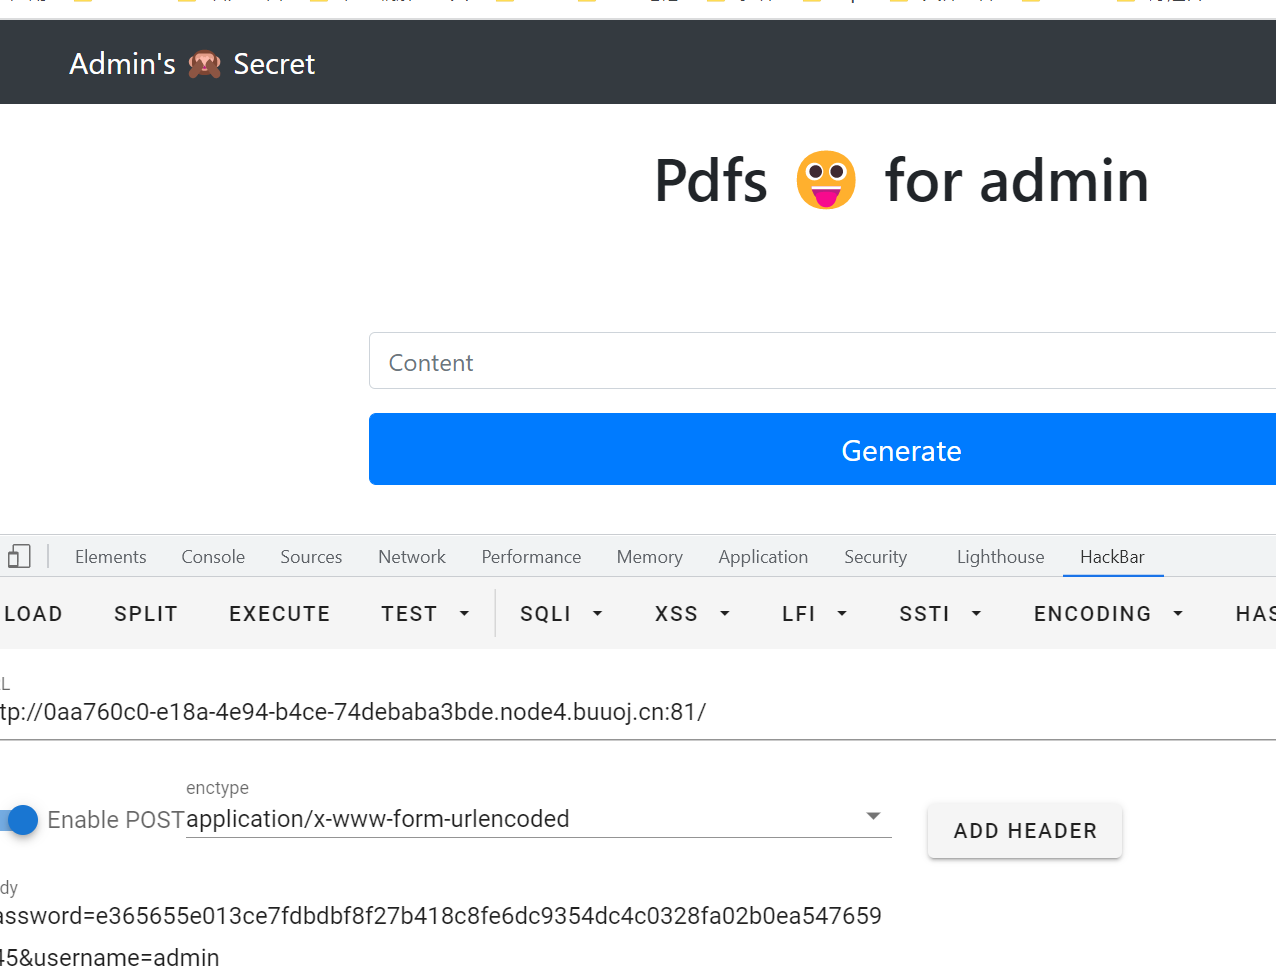 Admin's 🙈 Secret
Pdfs 😛 for admin
Content
Generate
Elements Console Sources Network Performance Memory Application Security Lighthouse HackBar
LOAD SPLIT EXECUTE TEST SQLI XSS LFI SSTI ENCODING HAS
L
tp://0aa760c0-e18a-4e94-b4ce-74debaba3bde.node4.buuoj.cn:81/
enctype
Enable POST application/x-www-form-urlencoded
ADD HEADER
dy
assword=e365655e013ce7fdbdbf8f27b418c8fe6dc9354dc4c0328fa02b0ea547659
45&username=admin